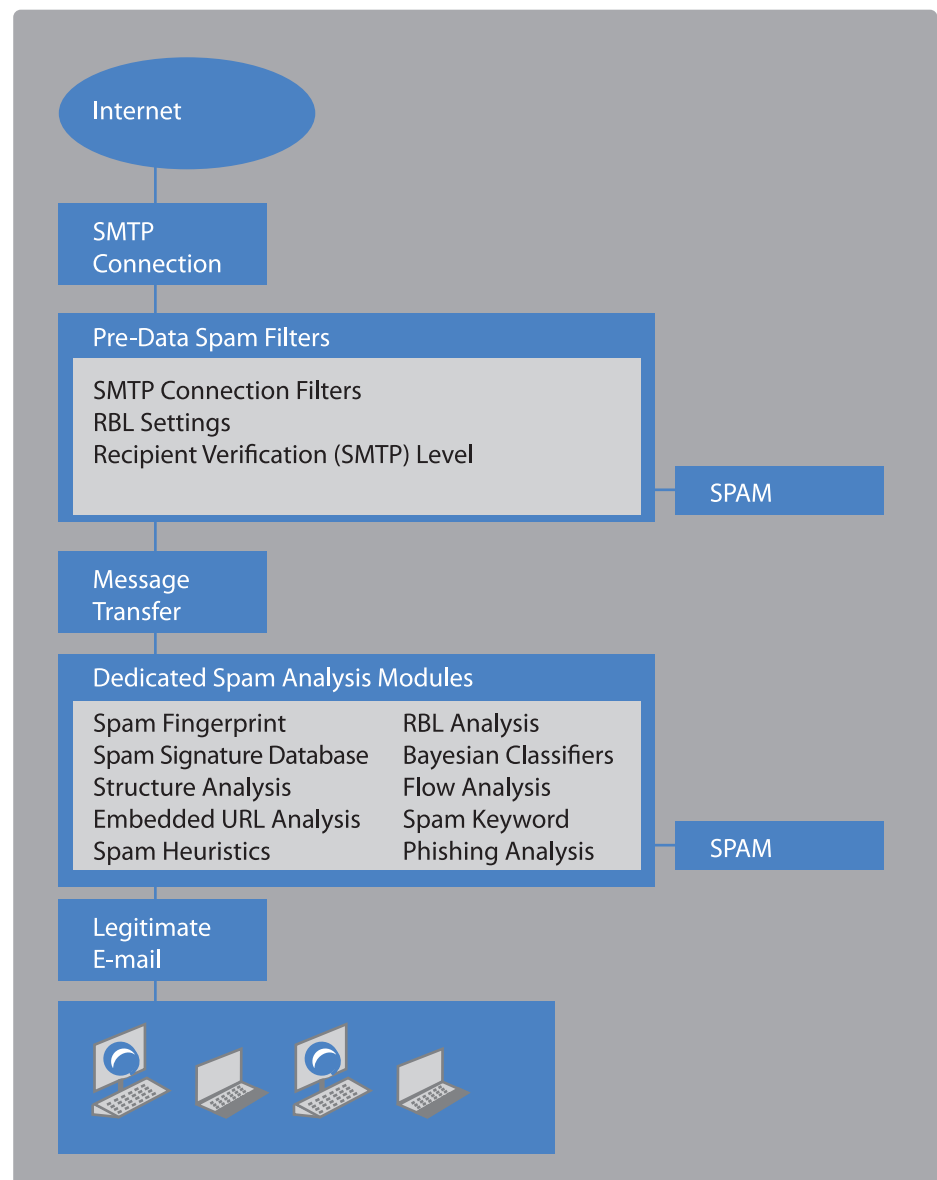 Internet
SMTP
Connection
Pre-Data Spam Filters
SMTP Connection Filters
RBL Settings
Recipient Verification (SMTP) Level
SPAM
Message
Transfer
Dedicated Spam Analysis Modules
Spam Fingerprint
Spam Signature Database
Structure Analysis
Embedded URL Analysis
Spam Heuristics
RBL Analysis
Bayesian Classifiers
Flow Analysis
Spam Keyword
Phishing Analysis
SPAM
Legitimate
E-mail